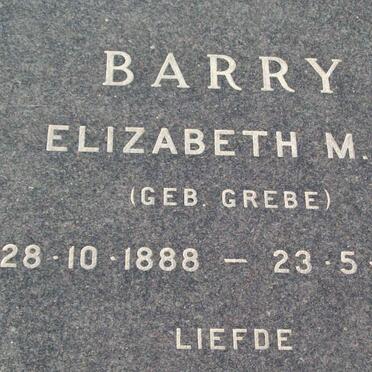 BARRY
ELIZABETH M.
(GEB. GREBE)
28·10·1888 – 23·5·
LIEFDE